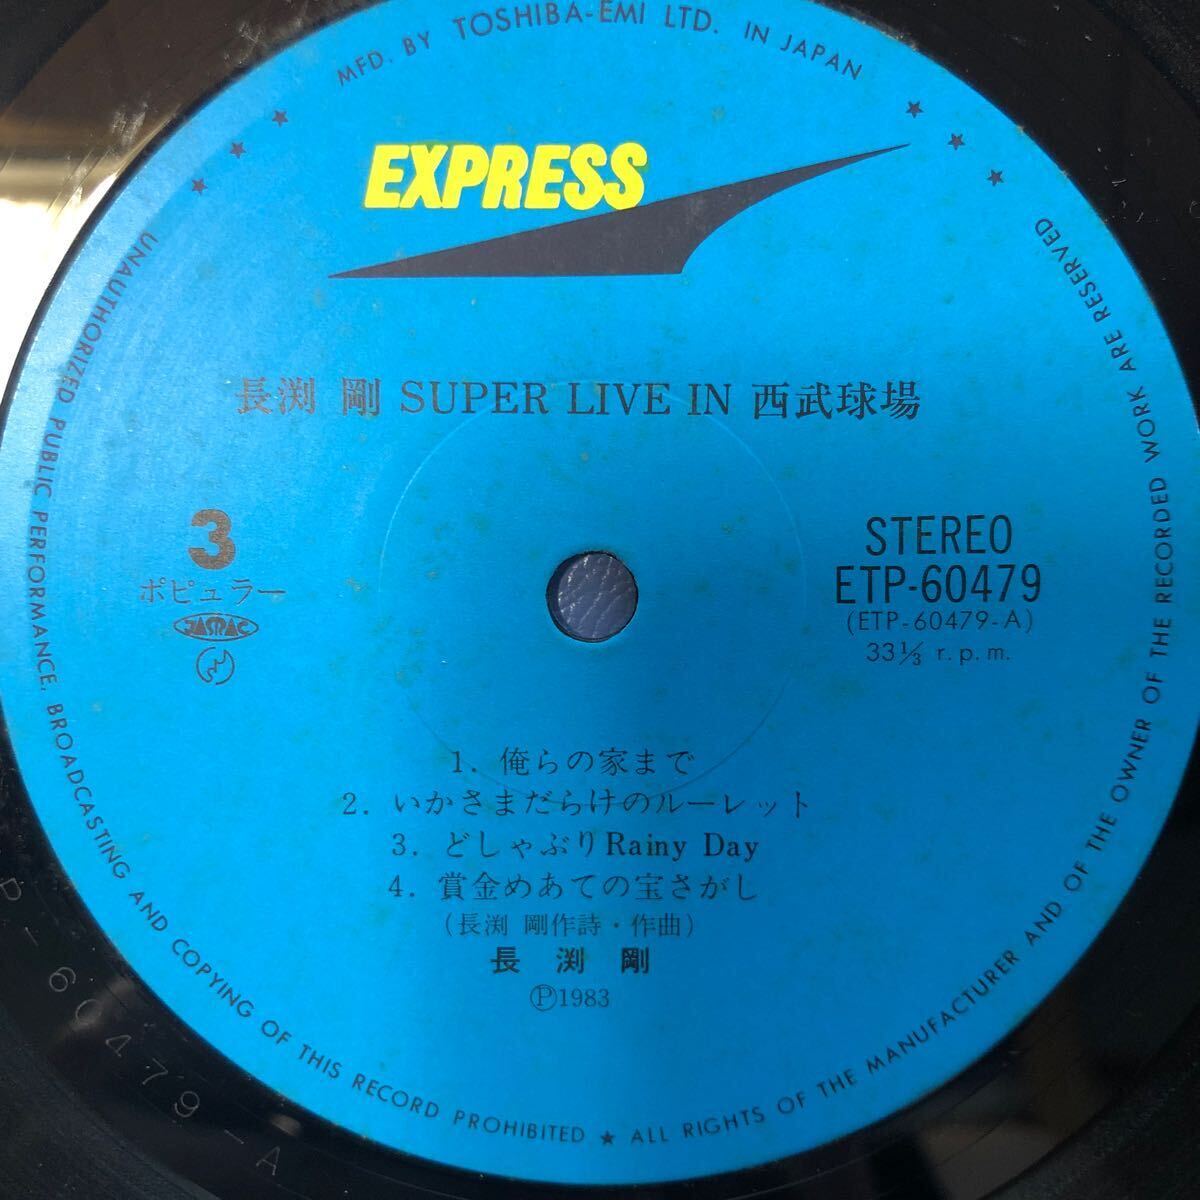 MFD. BY TOSHIBA-EMI LTD. IN JAPAN
EXPRESS
長渕 剛 SUPER LIVE IN 西武球場
3
ポピュラー
JASRAC
STEREO
ETP-60479
(ETP-60479-A)
33⅓ r.p.m.
1. 俺らの家まで
2. いかさまだらけのルーレット
3. どしゃぶりRainy Day
4. 賞金めあての宝さがし
(長渕 剛作詩・作曲)
長 渕 剛
Ⓟ1983
UNAUTHORIZED PUBLIC PERFORMANCE, BROADCASTING AND COPYING OF THIS RECORD PROHIBITED ★ ALL RIGHTS OF THE MANUFACTURER AND OF THE OWNER OF THE RECORDED WORK ARE RESERVED
P-60479-A